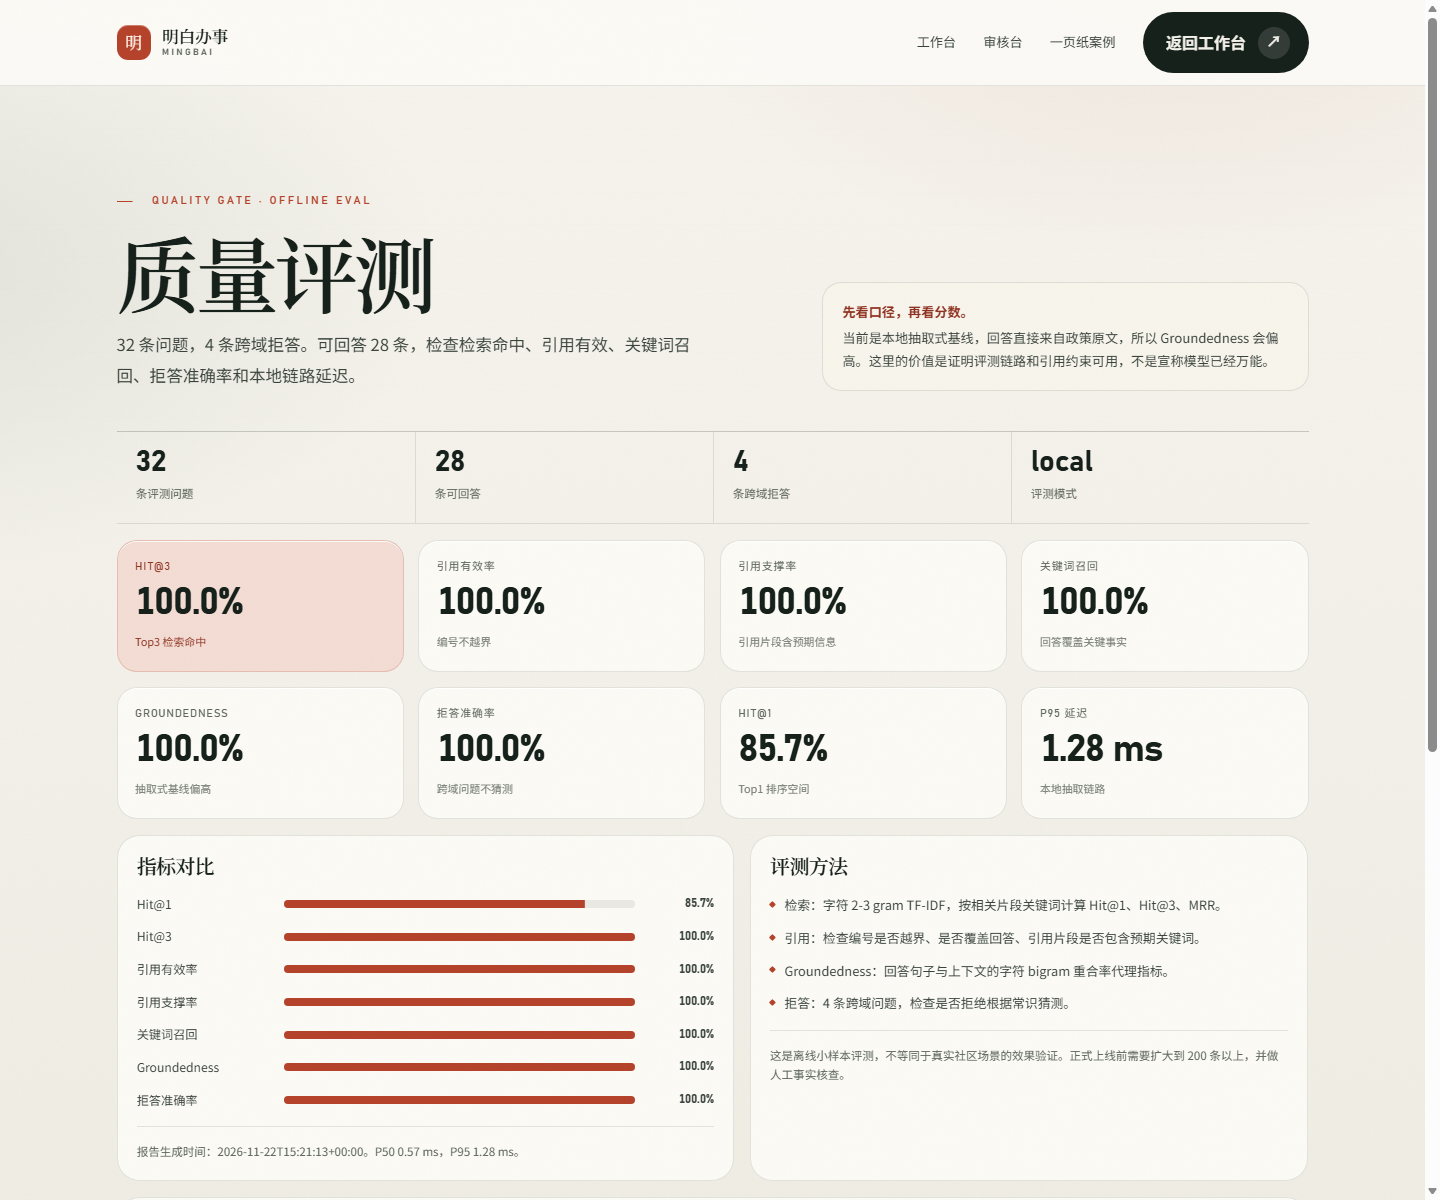 明
明白办事
MINGBAI
工作台
审核台
一页纸案例
返回工作台 ↗
QUALITY GATE · OFFLINE EVAL
质量评测
32 条问题，4 条跨域拒答。可回答 28 条，检查检索命中、引用有效、关键词召
回、拒答准确率和本地链路延迟。
先看口径，再看分数。
当前是本地抽取式基线，回答直接来自政策原文，所以 Groundedness 会偏
高。这里的价值是证明评测链路和引用约束可用，不是宣称模型已经万能。
32
条评测问题
28
条可回答
4
条跨域拒答
local
评测模式
HIT@3
100.0%
Top3 检索命中
引用有效率
100.0%
编号不越界
引用支撑率
100.0%
引用片段含预期信息
关键词召回
100.0%
回答覆盖关键事实
GROUNDEDNESS
100.0%
抽取式基线偏高
拒答准确率
100.0%
跨域问题不猜测
HIT@1
85.7%
Top1 排序空间
P95 延迟
1.28 ms
本地抽取链路
指标对比
Hit@1 85.7%
Hit@3 100.0%
引用有效率 100.0%
引用支撑率 100.0%
关键词召回 100.0%
Groundedness 100.0%
拒答准确率 100.0%
报告生成时间：2026-11-22T15:21:13+00:00。P50 0.57 ms，P95 1.28 ms。
评测方法
检索：字符 2-3 gram TF-IDF，按相关片段关键词计算 Hit@1、Hit@3、MRR。
引用：检查编号是否越界、是否覆盖回答、引用片段是否包含预期关键词。
Groundedness：回答句子与上下文的字符 bigram 重合率代理指标。
拒答：4 条跨域问题，检查是否拒绝根据常识猜测。
这是离线小样本评测，不等同于真实社区场景的效果验证。正式上线前需要扩大到 200 条以上，并做
人工事实核查。